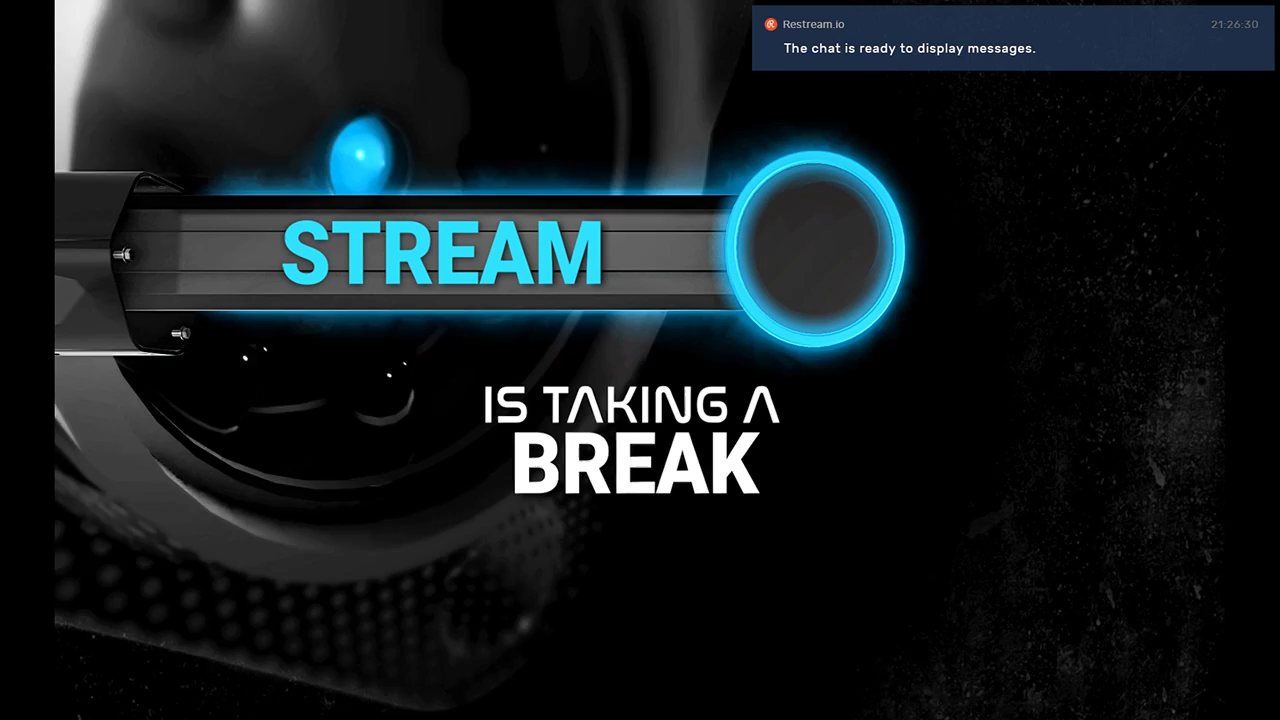 Restream.io 21:26:30
The chat is ready to display messages.
STREAM
IS TAKING A
BREAK